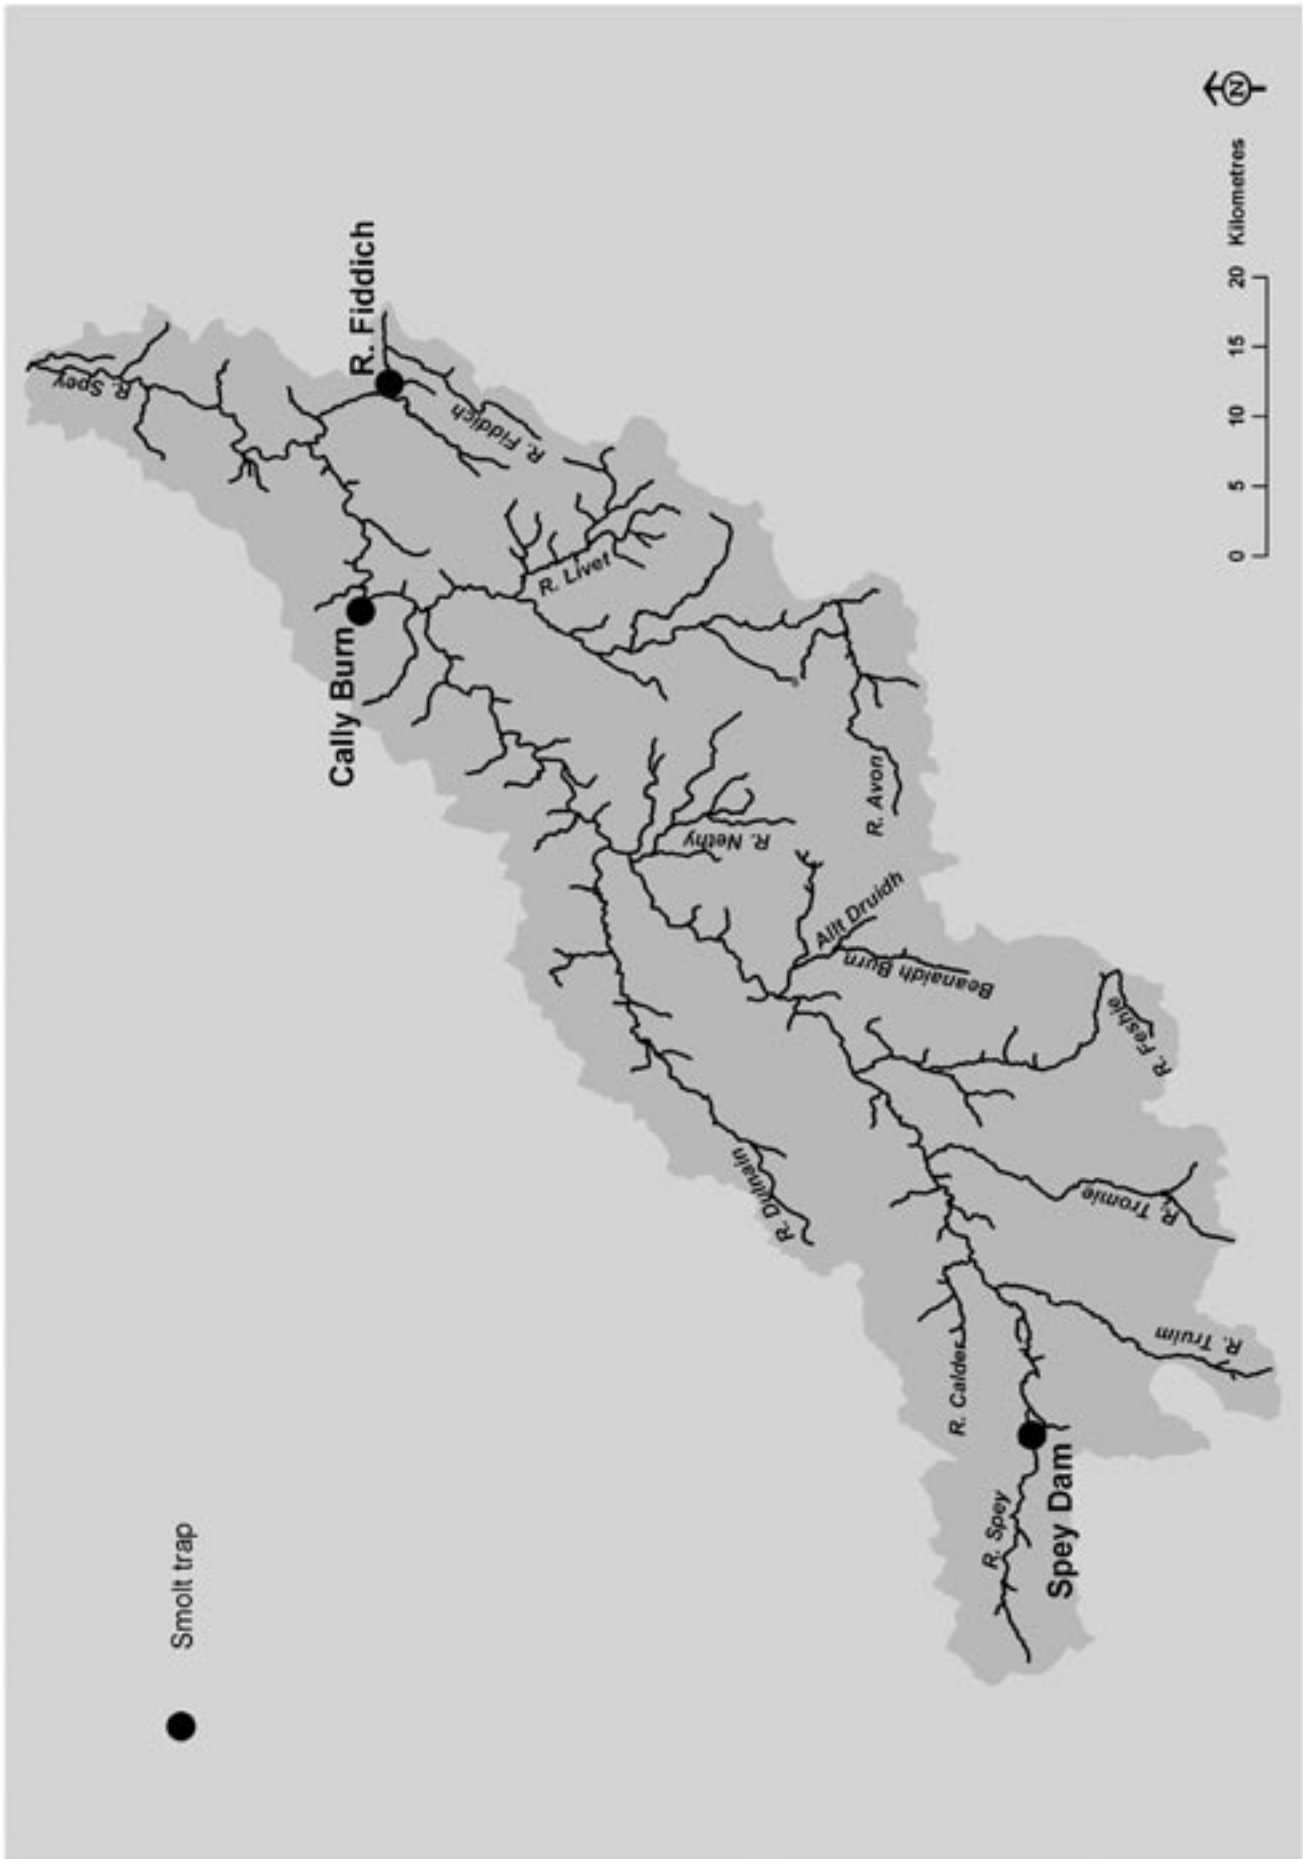 Smolt trap
R. Spey
R. Fiddich
R. Fiddich
Cally Burn
R. Livet
R. Avon
R. Nethy
Allt Druidh
Beanaidh Burn
R. Dulnain
R. Feshie
R. Tromie
R. Calder
R. Truim
R. Spey
Spey Dam
0 5 10 15 20 Kilometres
N